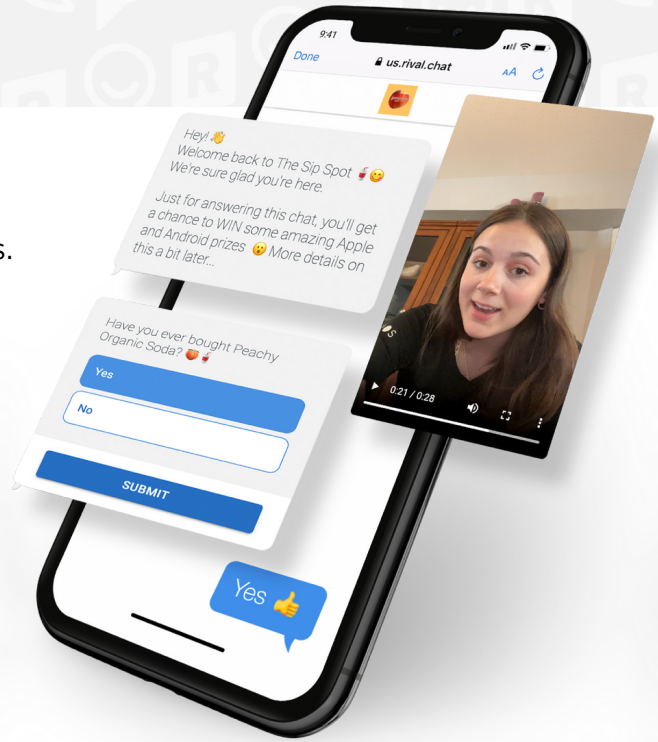 9:41
Done
us.rival.chat
AA
Hey! 👋
Welcome back to The Sip Spot 🥤😋
We're sure glad you're here.
Just for answering this chat, you'll get
a chance to WIN some amazing Apple
and Android prizes 😮 More details on
this a bit later...
s.
Have you ever bought Peachy
Organic Soda? 🍑🥤
Yes
No
SUBMIT
0:21 / 0:28
Yes 👍